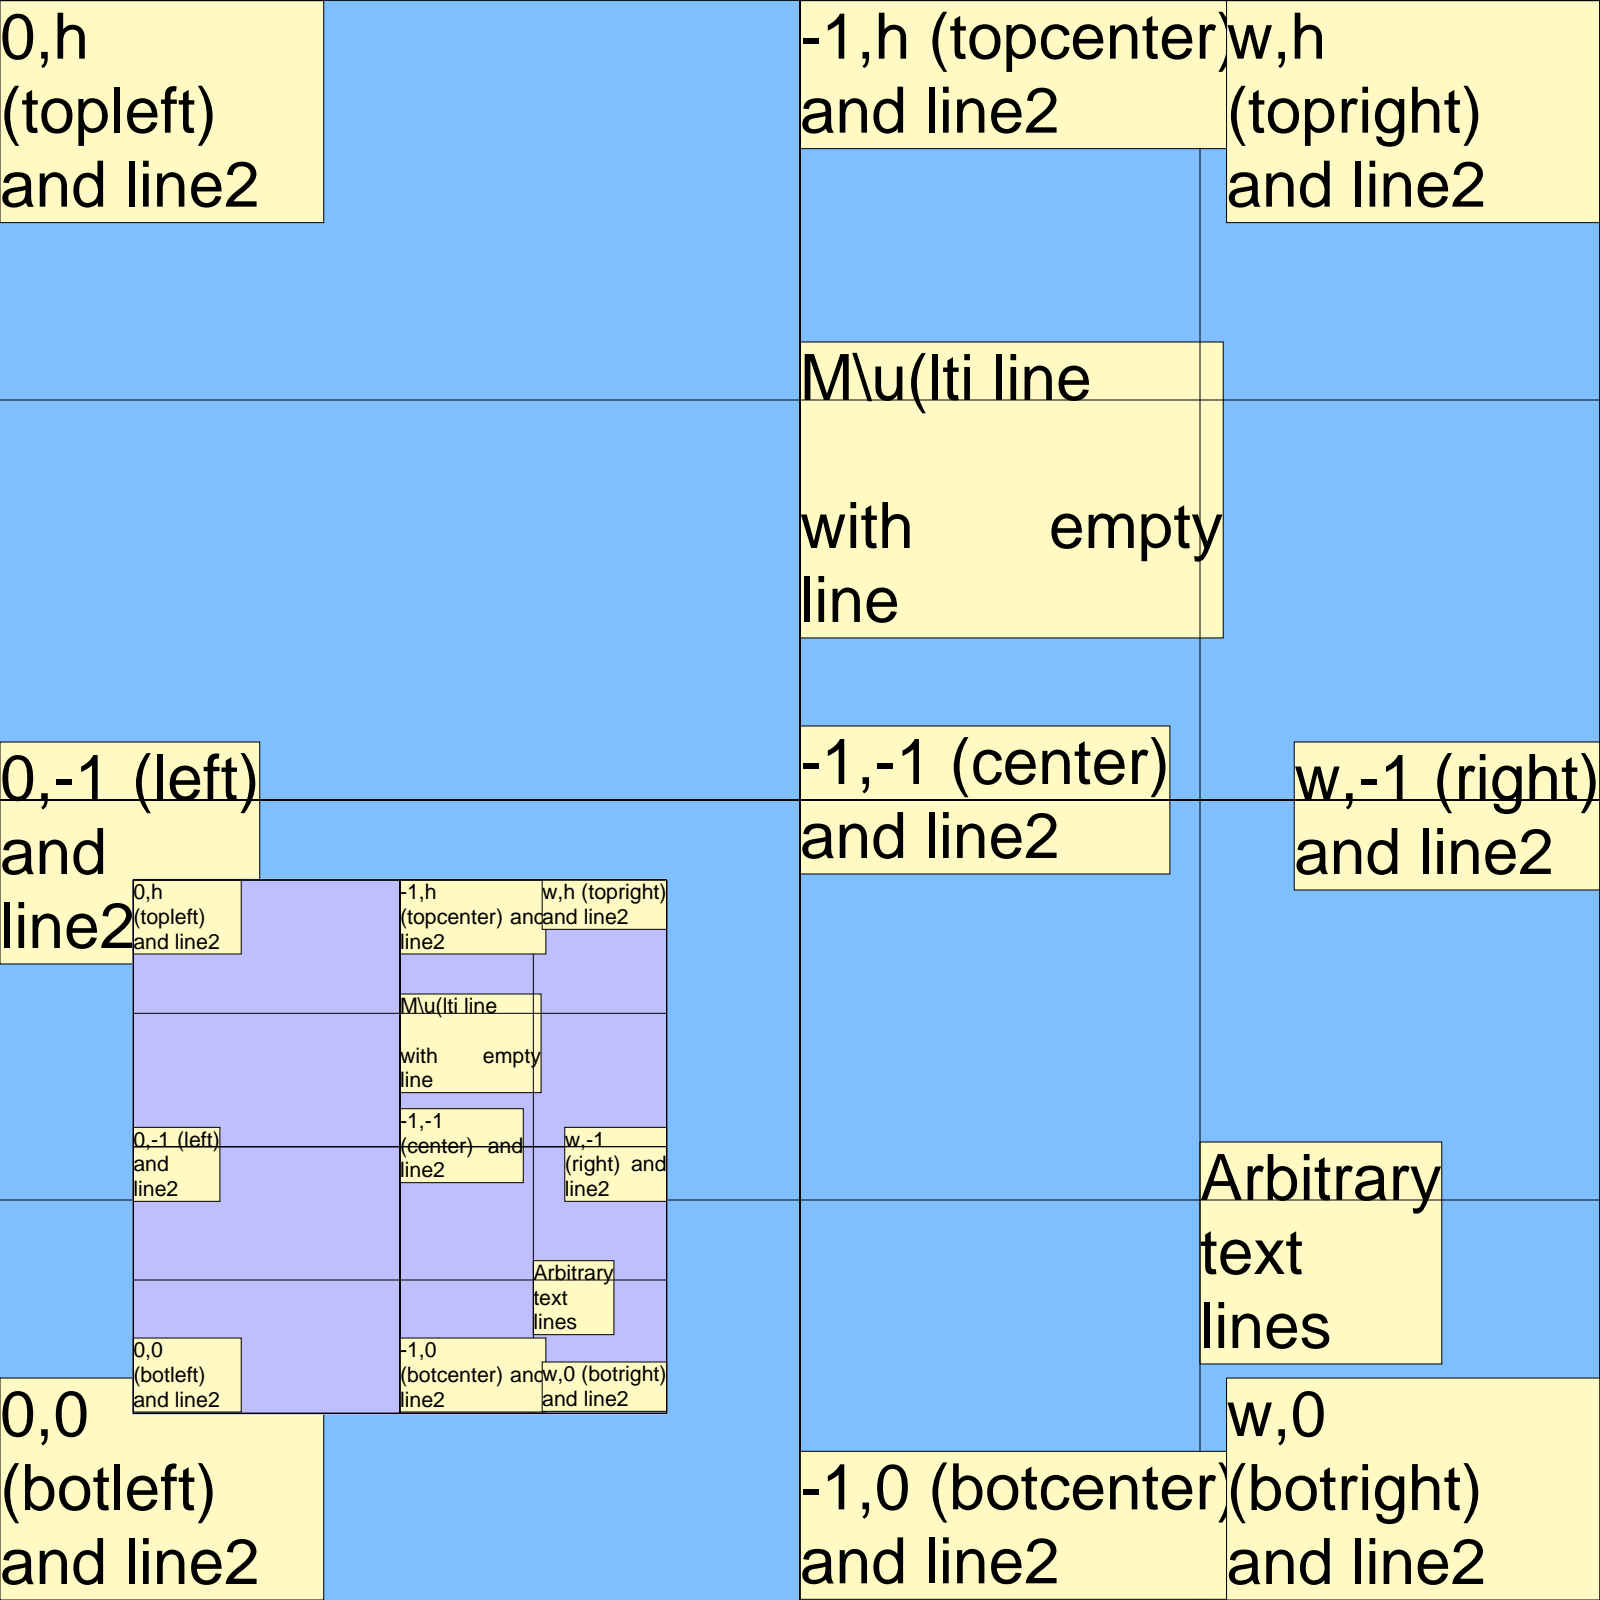 0,h
(topleft)
and line2
-1,h (topcenter)
and line2
w,h
(topright)
and line2
M\u(lti line
with empty
line
0,-1 (left)
and
line2
-1,-1 (center)
and line2
w,-1 (right)
and line2
0,h
(topleft)
and line2
-1,h
(topcenter) and
line2
w,h (topright)
and line2
M\u(lti line
with empty
line
0,-1 (left)
and
line2
-1,-1
(center) and
line2
w,-1
(right) and
line2
Arbitrary
text
lines
0,0
(botleft)
and line2
-1,0
(botcenter) and
line2
w,0 (botright)
and line2
Arbitrary
text
lines
0,0
(botleft)
and line2
-1,0 (botcenter)
and line2
w,0
(botright)
and line2